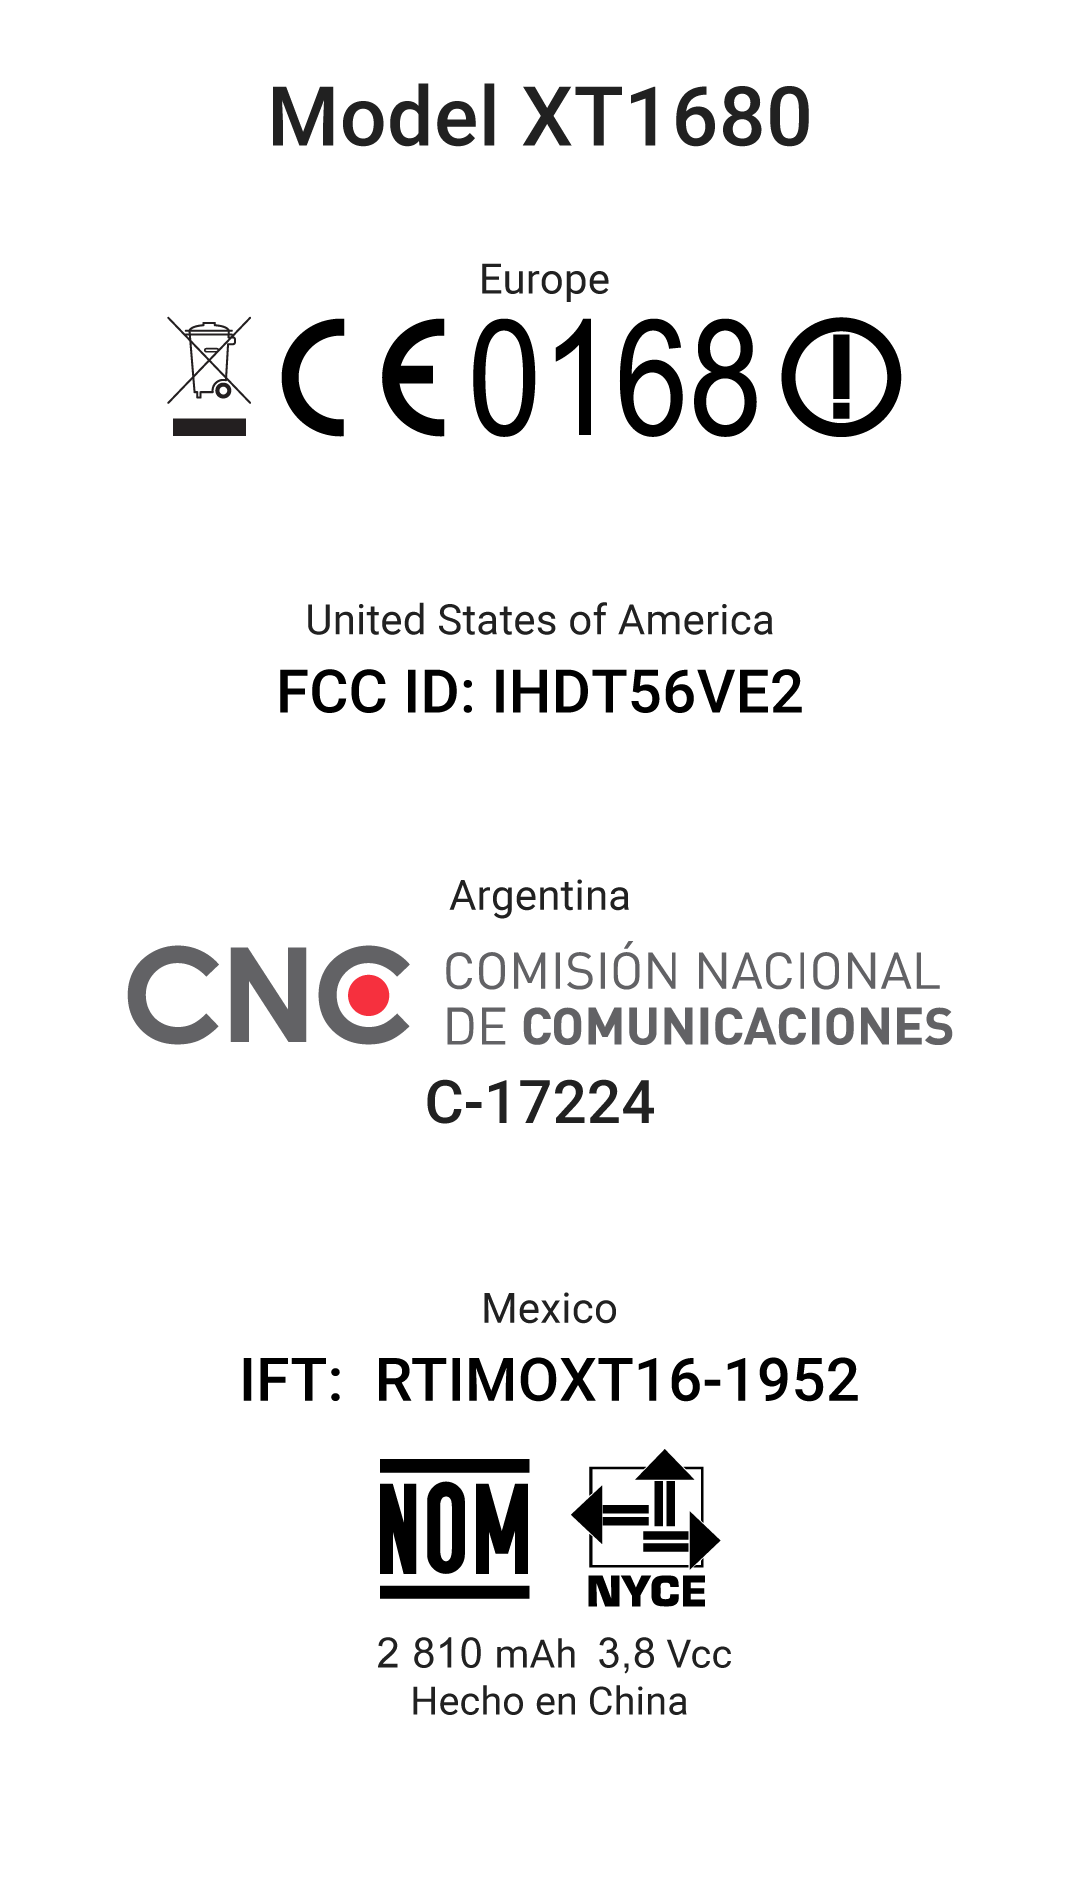 Model XT1680
Europe
CE0168
United States of America
FCC ID: IHDT56VE2
Argentina
CNC COMISIÓN NACIONAL
DE COMUNICACIONES
C-17224
Mexico
IFT: RTIMOXT16-1952
NOM
NYCE
2 810 mAh 3,8 Vcc
Hecho en China